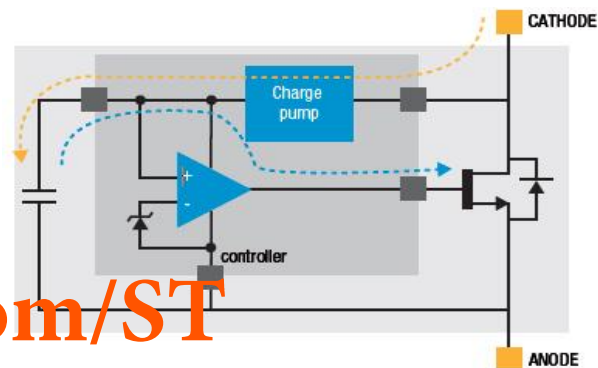 CATHODE
Charge
pump
+
-
controller
om/ST
ANODE